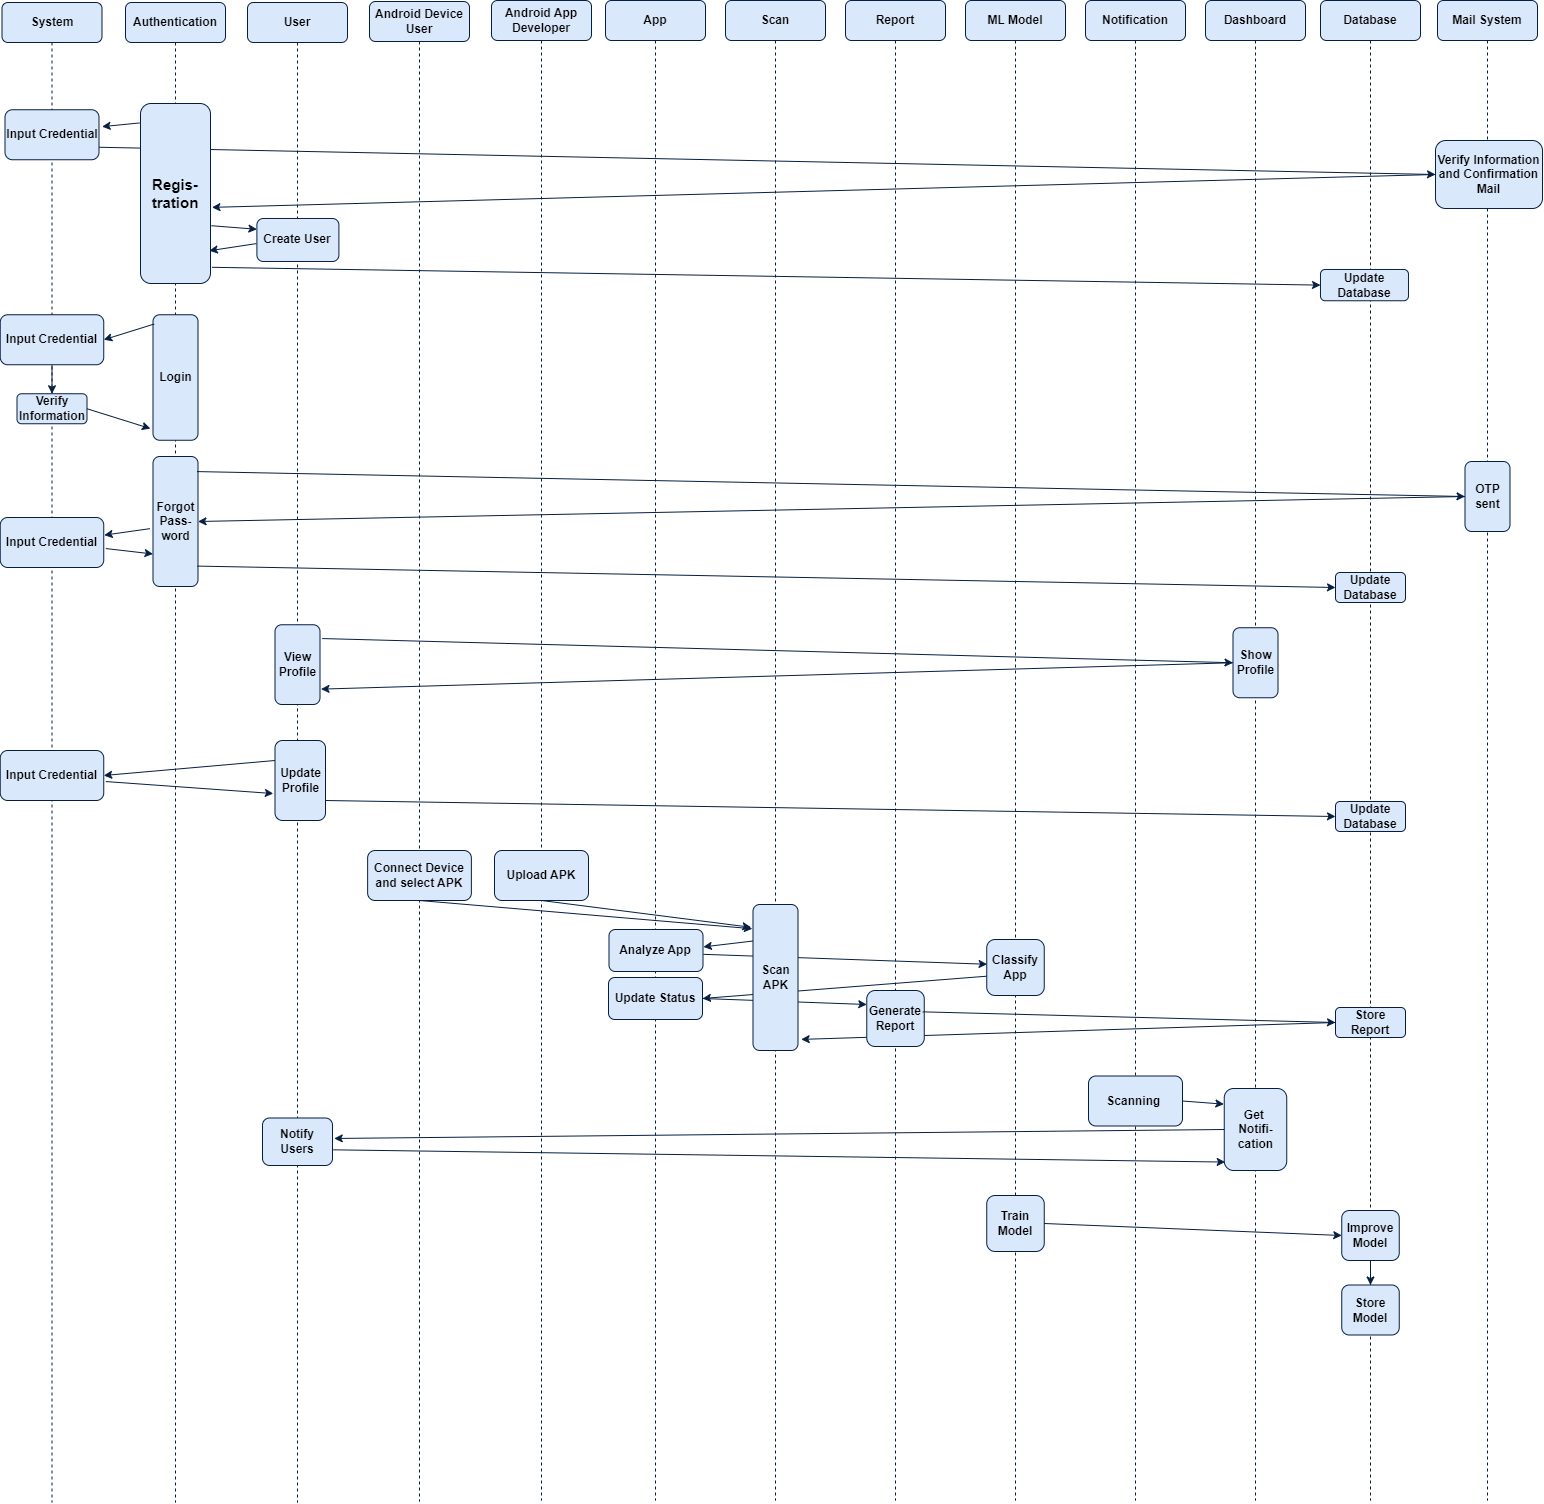 System
Authentication
User
Android Device
User
Android App
Developer
App
Scan
Report
ML Model
Notification
Dashboard
Database
Mail System
Input Credential
Regis-
tration
Verify Information
and Confirmation
Mail
Create User
Update
Database
Input Credential
Login
Verify
Information
Forgot
Pass-
word
OTP
sent
Input Credential
Update
Database
View
Profile
Show
Profile
Input Credential
Update
Profile
Update
Database
Connect Device
and select APK
Upload APK
Analyze App
Scan
APK
Classify
App
Update Status
Generate
Report
Store
Report
Scanning
Get
Notifi-
cation
Notify
Users
Train
Model
Improve
Model
Store
Model